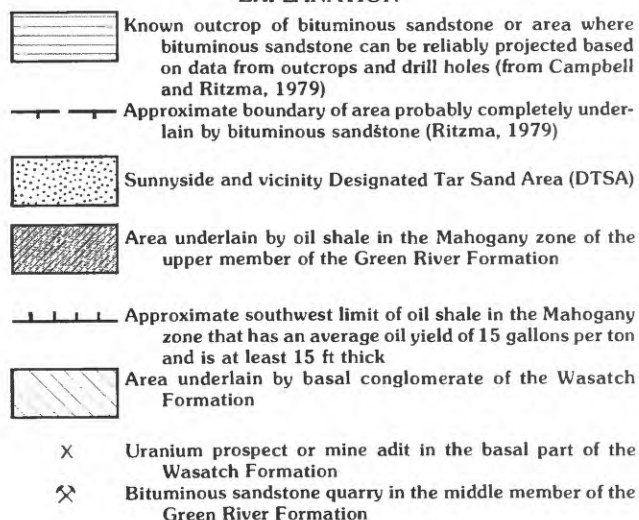 EXPLANATION
Known outcrop of bituminous sandstone or area where
bituminous sandstone can be reliably projected based
on data from outcrops and drill holes (from Campbell
and Ritzma, 1979)
Approximate boundary of area probably completely under-
lain by bituminous sandstone (Ritzma, 1979)
Sunnyside and vicinity Designated Tar Sand Area (DTSA)
Area underlain by oil shale in the Mahogany zone of the
upper member of the Green River Formation
Approximate southwest limit of oil shale in the Mahogany
zone that has an average oil yield of 15 gallons per ton
and is at least 15 ft thick
Area underlain by basal conglomerate of the Wasatch
Formation
X Uranium prospect or mine adit in the basal part of the
Wasatch Formation
Bituminous sandstone quarry in the middle member of the
Green River Formation